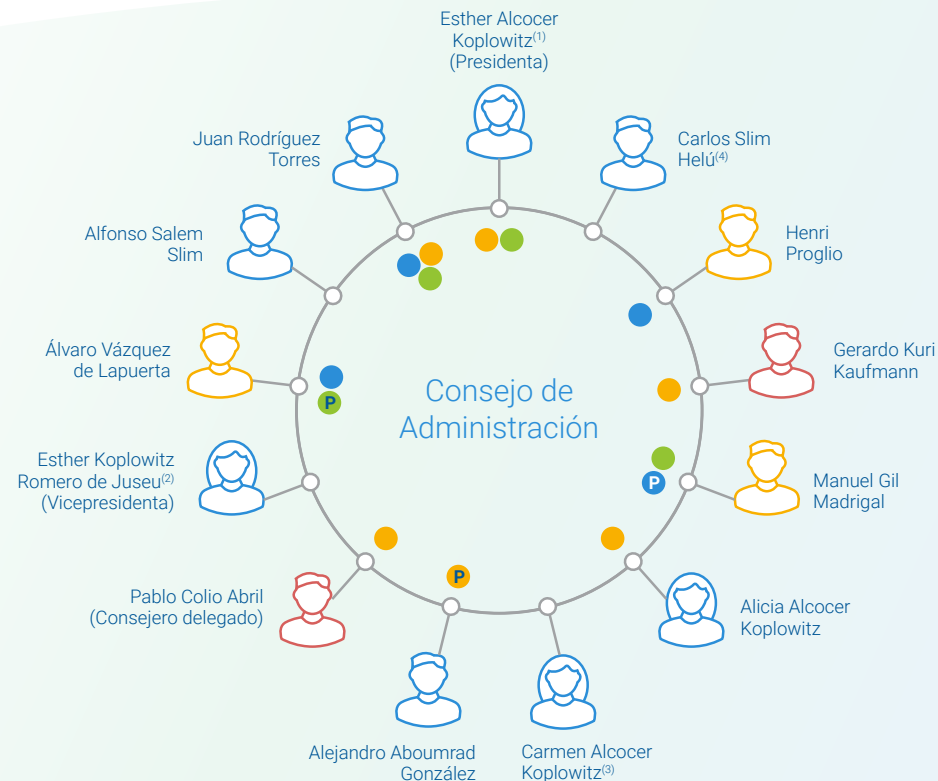 Esther Alcocer
Koplowitz(1)
(Presidenta)
Carlos Slim
Helú(4)
Henri
Proglio
Gerardo Kuri
Kaufmann
Manuel Gil
Madrigal
Alicia Alcocer
Koplowitz
Carmen Alcocer
Koplowitz(3)
Alejandro Aboumrad
González
Pablo Colio Abril
(Consejero delegado)
Esther Koplowitz
Romero de Juseu(2)
(Vicepresidenta)
Álvaro Vázquez
de Lapuerta
Alfonso Salem
Slim
Juan Rodríguez
Torres
Consejo de
Administración
P
P
P